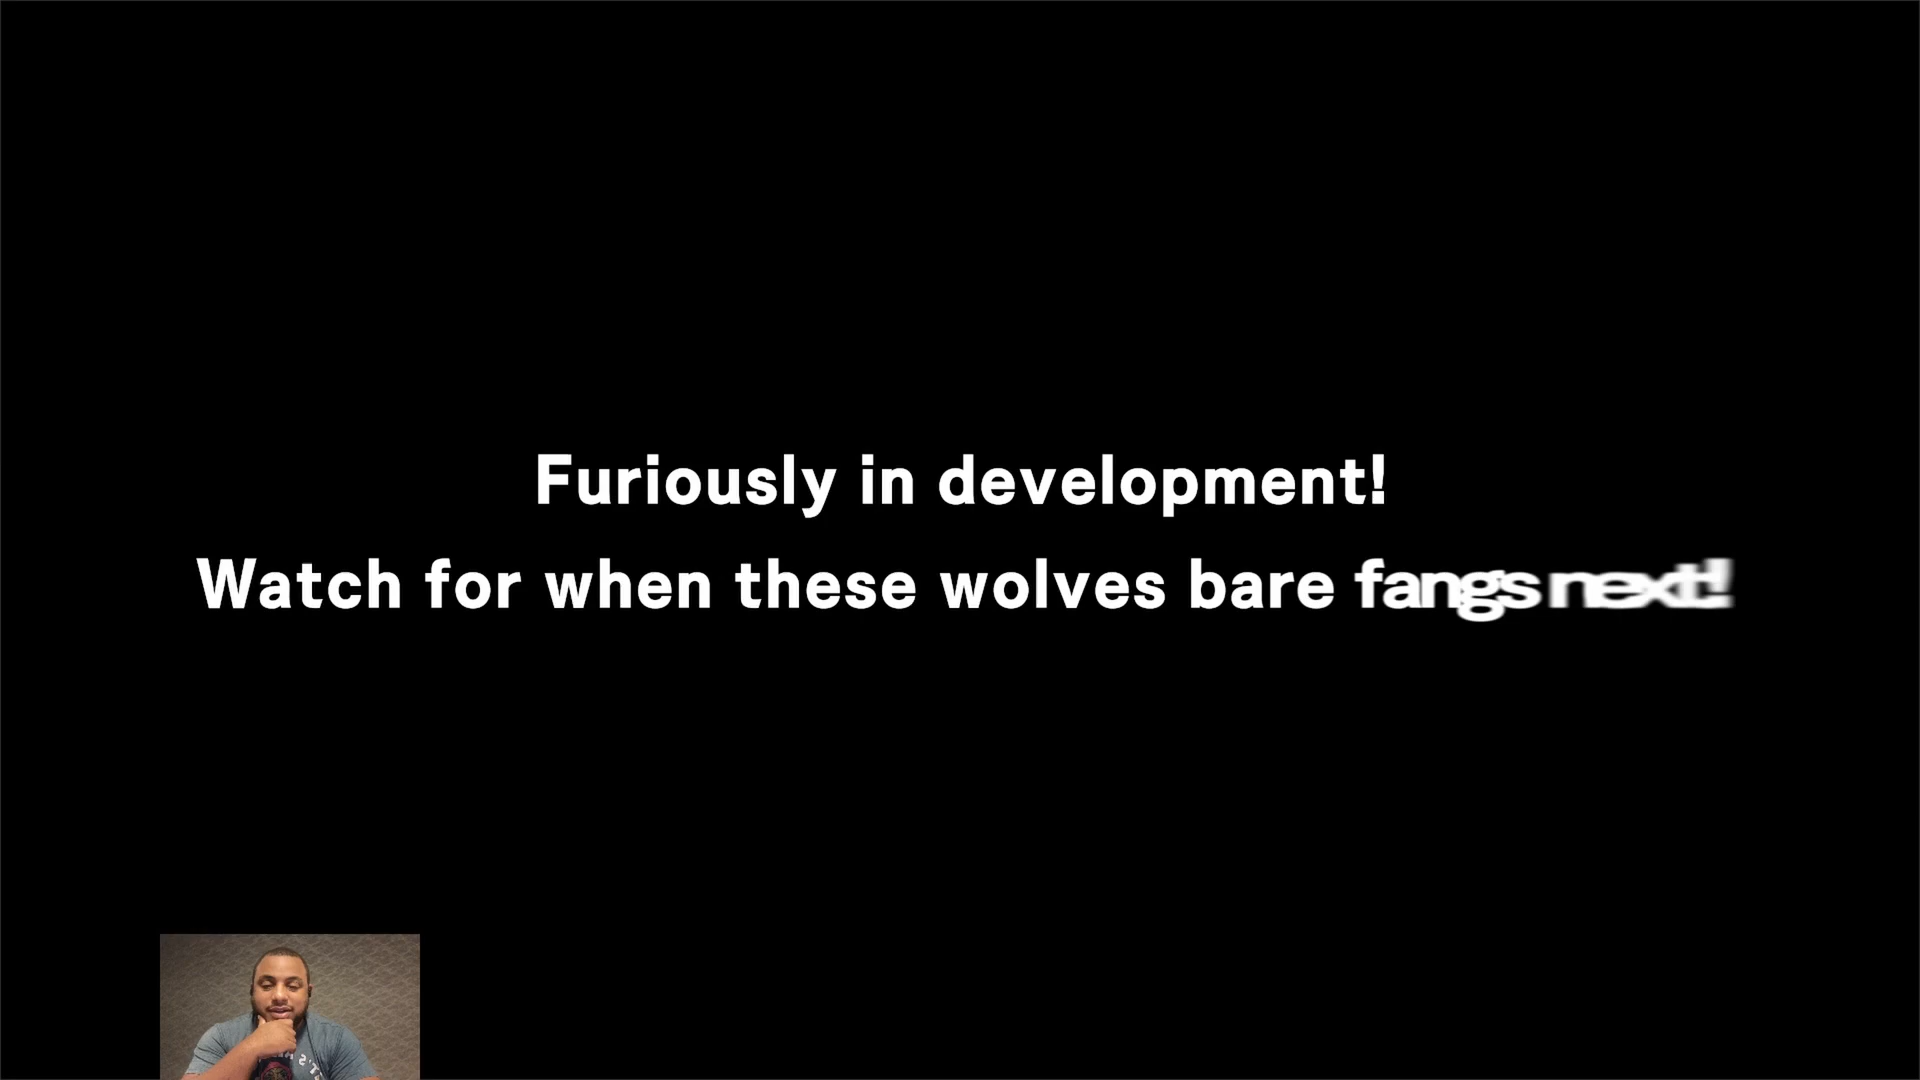 Furiously in development!
Watch for when these wolves bare fangs next!